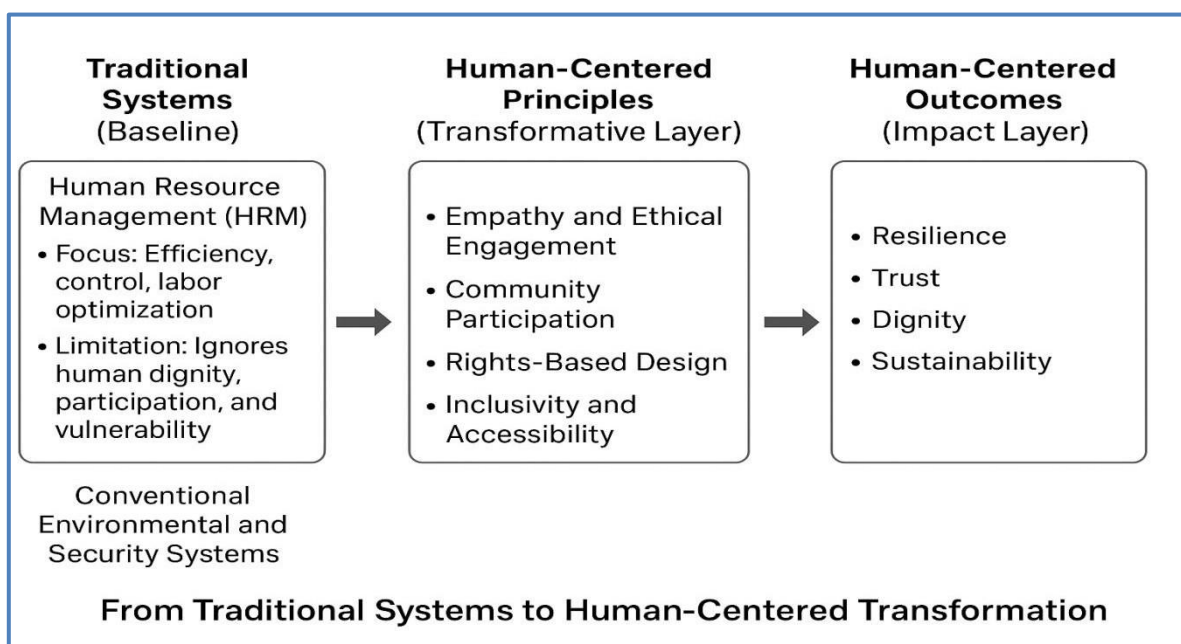 Traditional
Systems
(Baseline)
Human Resource
Management (HRM)
• Focus: Efficiency,
control, labor
optimization
• Limitation: Ignores
human dignity,
participation, and
vulnerability
Conventional
Environmental and
Security Systems
Human-Centered
Principles
(Transformative Layer)
• Empathy and Ethical
Engagement
• Community
Participation
• Rights-Based Design
• Inclusivity and
Accessibility
Human-Centered
Outcomes
(Impact Layer)
• Resilience
• Trust
• Dignity
• Sustainability
From Traditional Systems to Human-Centered Transformation